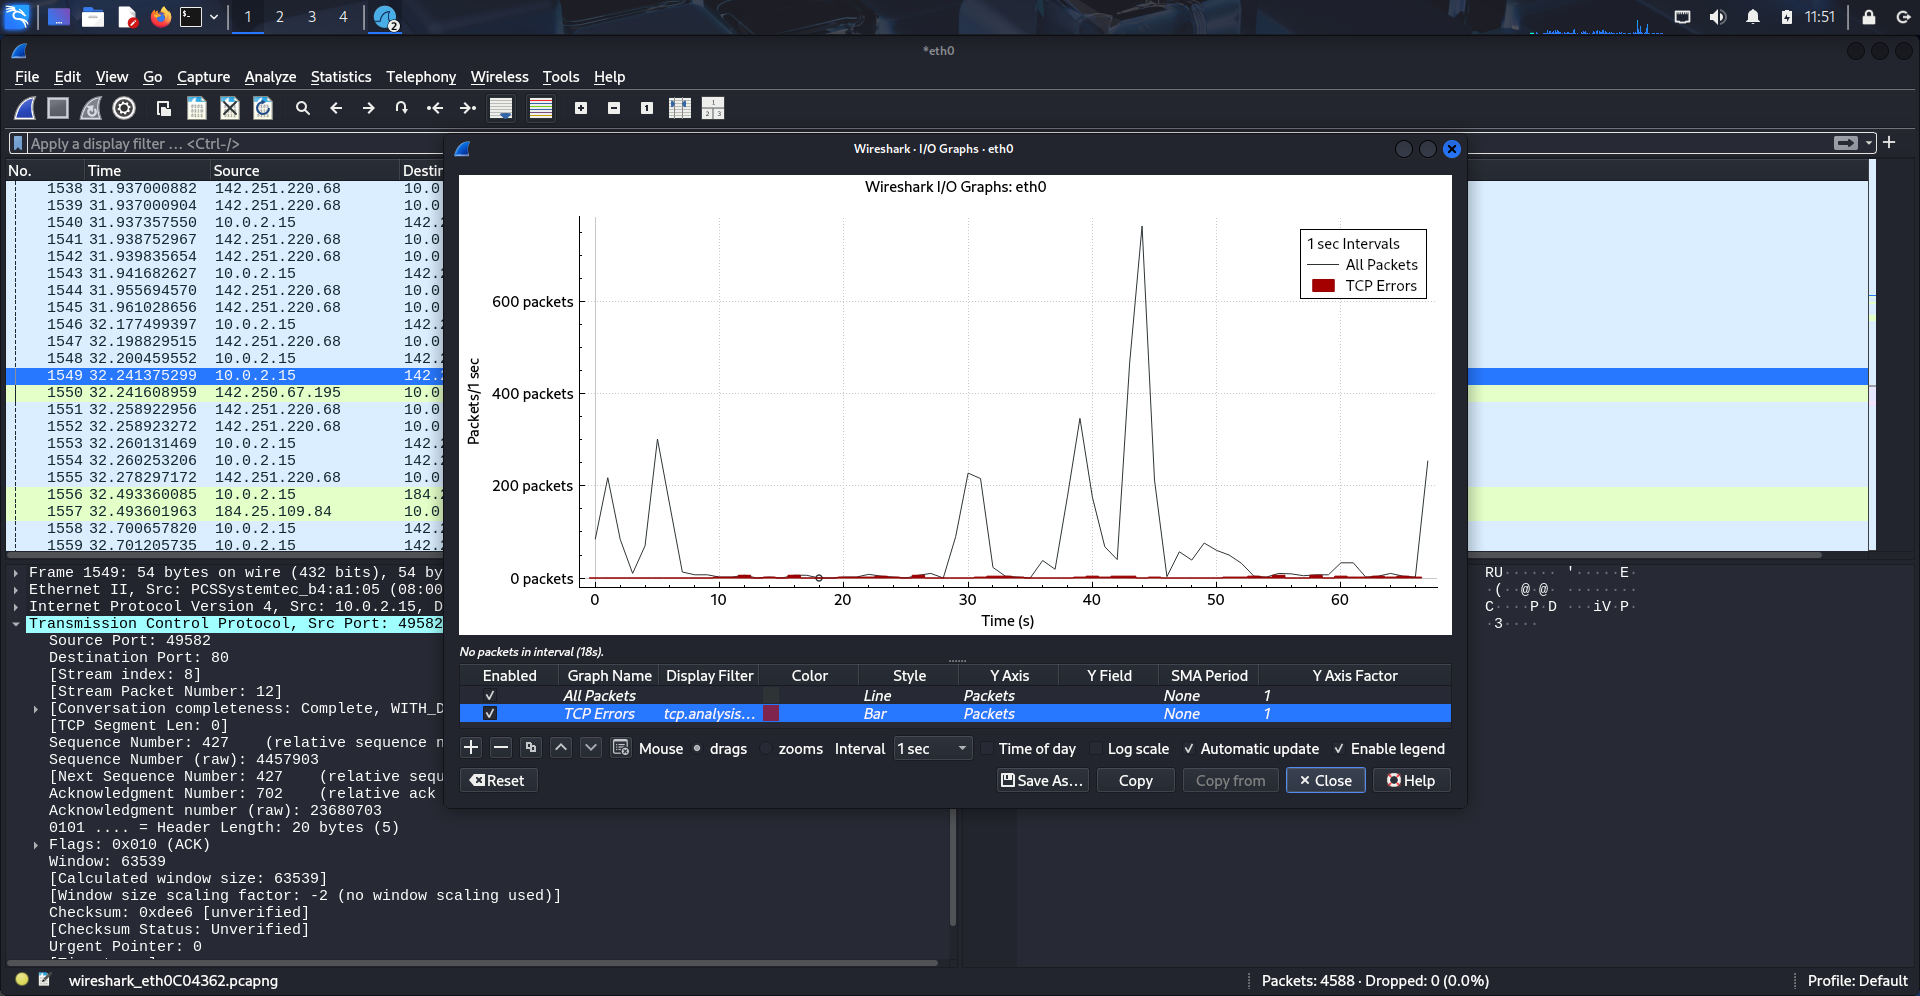 1 2 3 4 2 11:51
*eth0
File Edit View Go Capture Analyze Statistics Telephony Wireless Tools Help
Apply a display filter … <Ctrl-/>
No. Time Source Destin
1538 31.937000882 142.251.220.68 10.0
1539 31.937000904 142.251.220.68 10.0
1540 31.937357550 10.0.2.15 142.2
1541 31.938752967 142.251.220.68 10.0
1542 31.939835654 142.251.220.68 10.0
1543 31.941682627 10.0.2.15 142.2
1544 31.955694570 142.251.220.68 10.0
1545 31.961028656 142.251.220.68 10.0
1546 32.177499397 10.0.2.15 142.2
1547 32.198829515 142.251.220.68 10.0
1548 32.200459552 10.0.2.15 142.2
1549 32.241375299 10.0.2.15 142.2
1550 32.241608959 142.250.67.195 10.0
1551 32.258922956 142.251.220.68 10.0
1552 32.258923272 142.251.220.68 10.0
1553 32.260131469 10.0.2.15 142.2
1554 32.260253206 10.0.2.15 142.2
1555 32.278297172 142.251.220.68 10.0
1556 32.493360085 10.0.2.15 184.2
1557 32.493601963 184.25.109.84 10.0
1558 32.700657820 10.0.2.15 142.2
1559 32.701205735 10.0.2.15 142.2
Wireshark · I/O Graphs · eth0
Wireshark I/O Graphs: eth0
1 sec Intervals
All Packets
TCP Errors
Packets/1 sec
600 packets
400 packets
200 packets
0 packets
0 10 20 30 40 50 60
Time (s)
No packets in interval (18s).
Enabled Graph Name Display Filter Color Style Y Axis Y Field SMA Period Y Axis Factor
All Packets Line Packets None 1
TCP Errors tcp.analysis… Bar Packets None 1
Mouse drags zooms Interval 1 sec Time of day Log scale Automatic update Enable legend
Reset Save As… Copy Copy from Close Help
Frame 1549: 54 bytes on wire (432 bits), 54 by
Ethernet II, Src: PCSSystemtec_b4:a1:05 (08:00
Internet Protocol Version 4, Src: 10.0.2.15, D
Transmission Control Protocol, Src Port: 49582
Source Port: 49582
Destination Port: 80
[Stream index: 8]
[Stream Packet Number: 12]
[Conversation completeness: Complete, WITH_D
[TCP Segment Len: 0]
Sequence Number: 427 (relative sequence n
Sequence Number (raw): 4457903
[Next Sequence Number: 427 (relative sequ
Acknowledgment Number: 702 (relative ack
Acknowledgment number (raw): 23680703
0101 .... = Header Length: 20 bytes (5)
Flags: 0x010 (ACK)
Window: 63539
[Calculated window size: 63539]
[Window size scaling factor: -2 (no window scaling used)]
Checksum: 0xdee6 [unverified]
[Checksum Status: Unverified]
Urgent Pointer: 0
RU······ '·····E·
·(··@·@· ········
C····P·D ···iV·P·
·3····
wireshark_eth0C04362.pcapng Packets: 4588 · Dropped: 0 (0.0%) Profile: Default